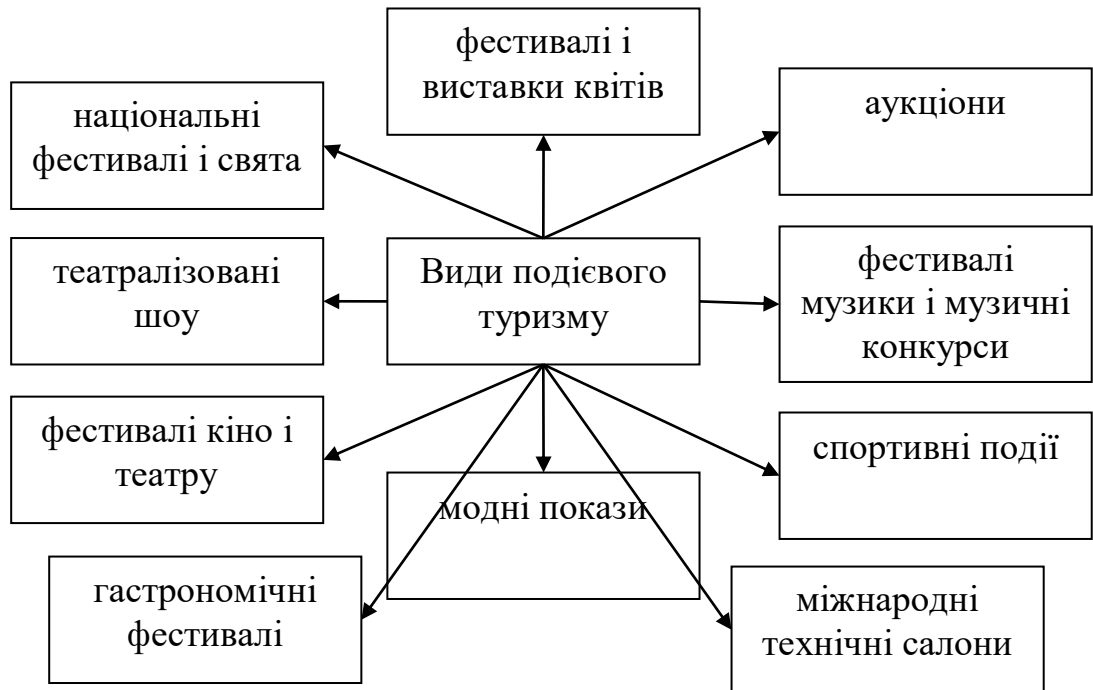 фестивалі і
виставки квітів
аукціони
національні
фестивалі і свята
театралізовані
шоу
Види подієвого
туризму
фестивалі
музики і музичні
конкурси
фестивалі кіно і
театру
модні покази
спортивні події
гастрономічні
фестивалі
міжнародні
технічні салони